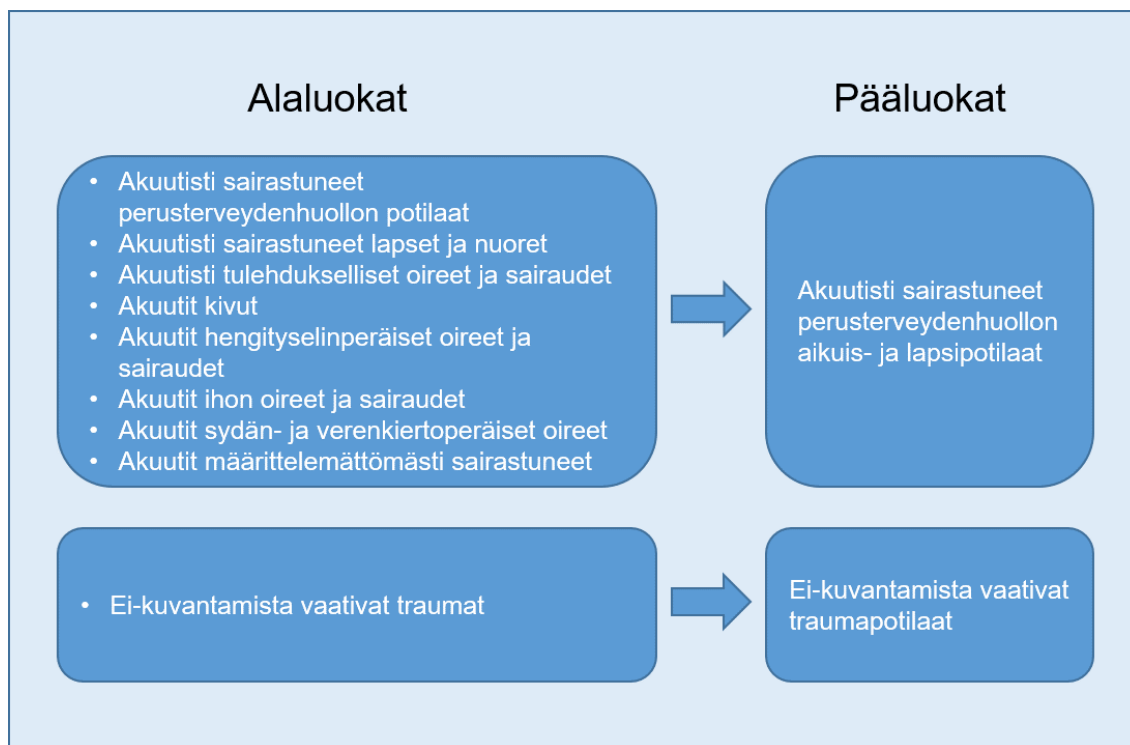 Alaluokat
Pääluokat
• Akuutisti sairastuneet
perusterveydenhuollon potilaat
• Akuutisti sairastuneet lapset ja nuoret
• Akuutisti tulehdukselliset oireet ja sairaudet
• Akuutit kivut
• Akuutit hengityselinperäiset oireet ja
sairaudet
• Akuutit ihon oireet ja sairaudet
• Akuutit sydän- ja verenkiertoperäiset oireet
• Akuutit määrittelemättömästi sairastuneet
Akuutisti sairastuneet
perusterveydenhuollon
aikuis- ja lapsipotilaat
• Ei-kuvantamista vaativat traumat
Ei-kuvantamista vaativat
traumapotilaat